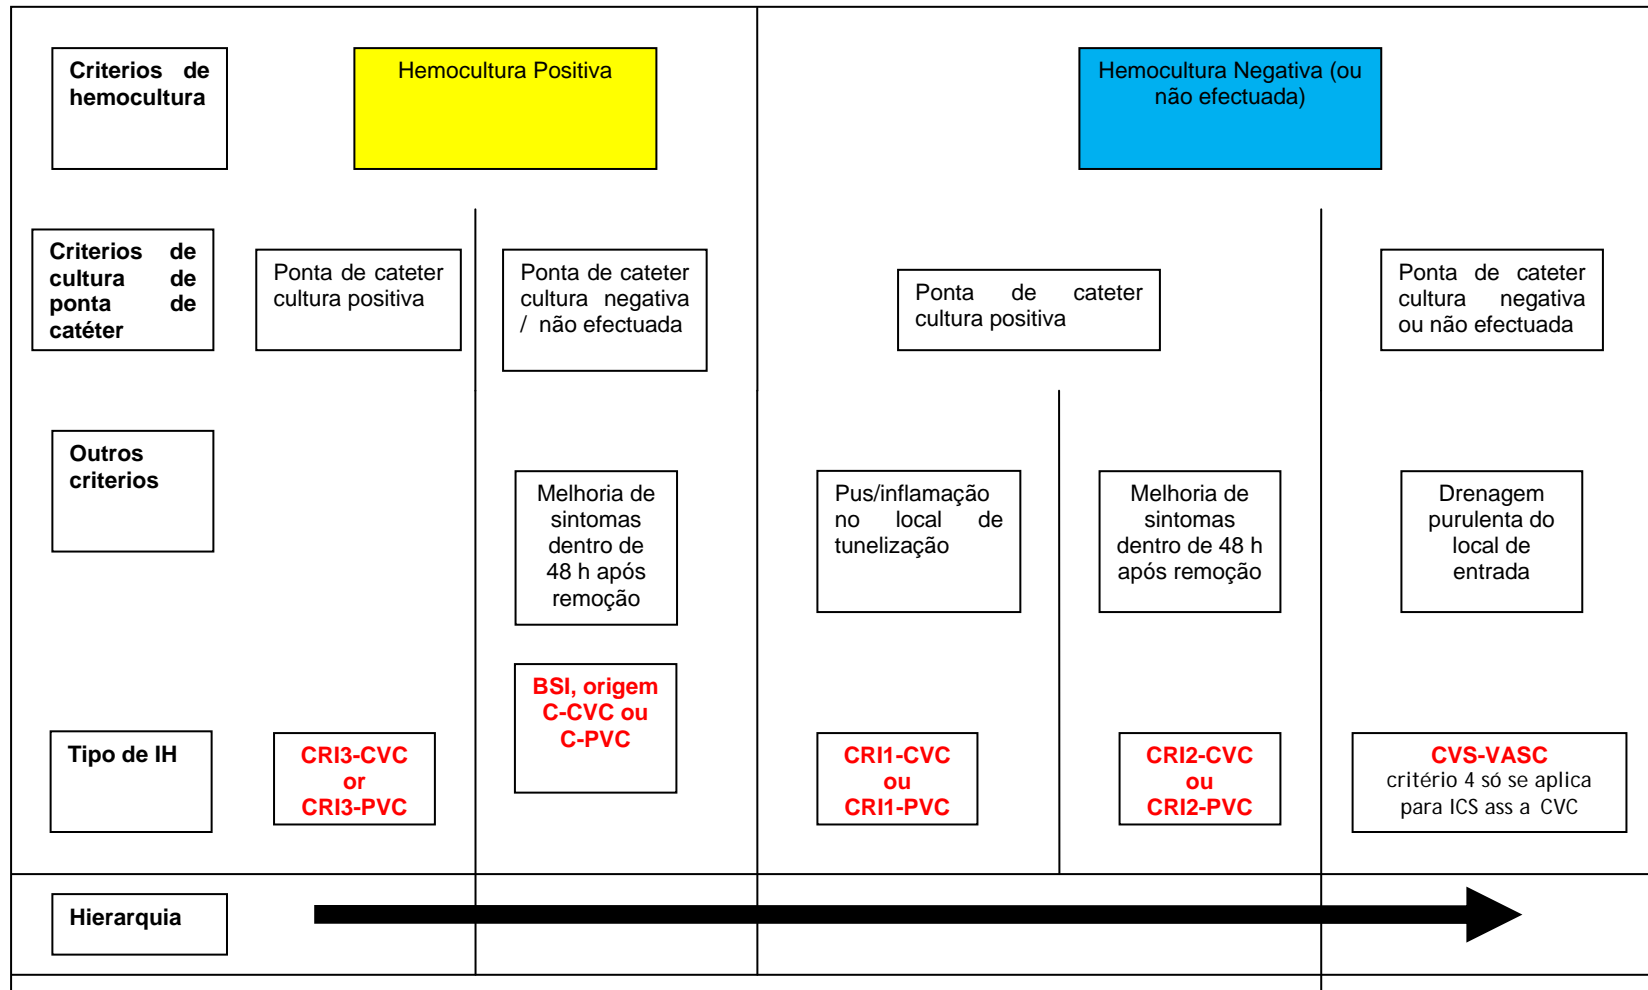 Criterios de
hemocultura
Hemocultura Positiva
Hemocultura Negativa (ou
não efectuada)
Criterios de
cultura de
ponta de
catéter
Ponta de cateter
cultura positiva
Ponta de cateter
cultura negativa
/ não efectuada
Ponta de cateter
cultura positiva
Ponta de cateter
cultura negativa
ou não efectuada
Outros
criterios
Melhoria de
sintomas
dentro de
48 h após
remoção
Pus/inflamação
no local de
tunelização
Melhoria de
sintomas
dentro de 48 h
após remoção
Drenagem
purulenta do
local de
entrada
Tipo de IH
CRI3-CVC
or
CRI3-PVC
BSI, origem
C-CVC ou
C-PVC
CRI1-CVC
ou
CRI1-PVC
CRI2-CVC
ou
CRI2-PVC
CVS-VASC
critério 4 só se aplica
para ICS ass a CVC
Hierarquia